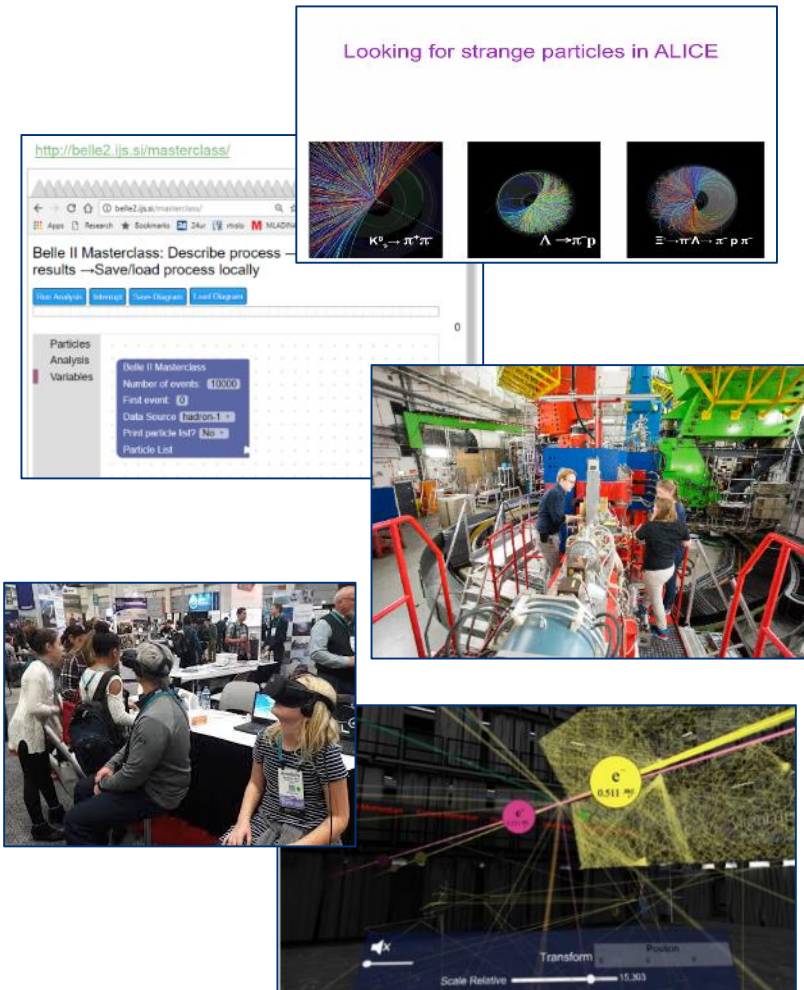 Looking for strange particles in ALICE
K⁰ₛ→ π⁺π⁻
Λ →π⁻p
Ξ⁻→π⁻Λ→ π⁻ p π⁻
http://belle2.ijs.si/masterclass/
belle2.ijs.si/masterclass/
Apps Research Bookmarks 24ur
Belle II Masterclass: Describe process →
results →Save/load process locally
Run Analysis Interrupt Save Diagram Load Diagram
0
Particles
Analysis
Variables
Belle II Masterclass
Number of events: 10000
First event: 0
Data Source hadron-1
Print particle list? No
Particle List
e⁻
0.511
Transform
Position
Scale Relative
15.303